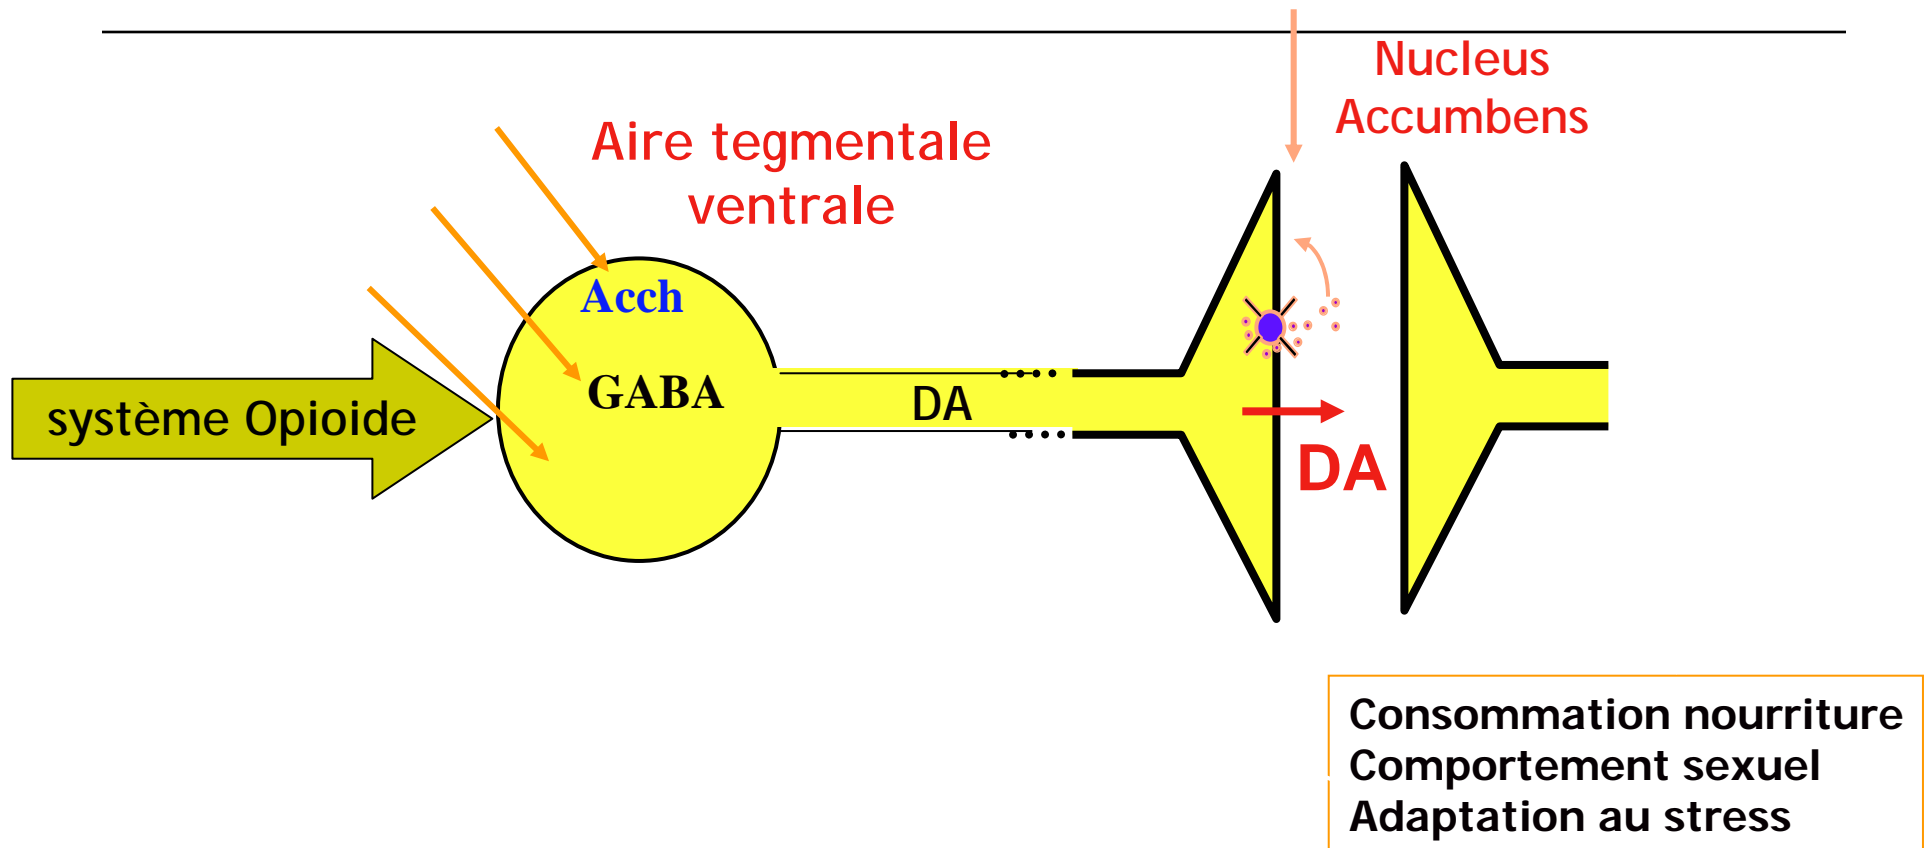 Nucleus
Accumbens
Aire tegmentale
ventrale
Acch
GABA
système Opioide
DA
DA
Consommation nourriture
Comportement sexuel
Adaptation au stress